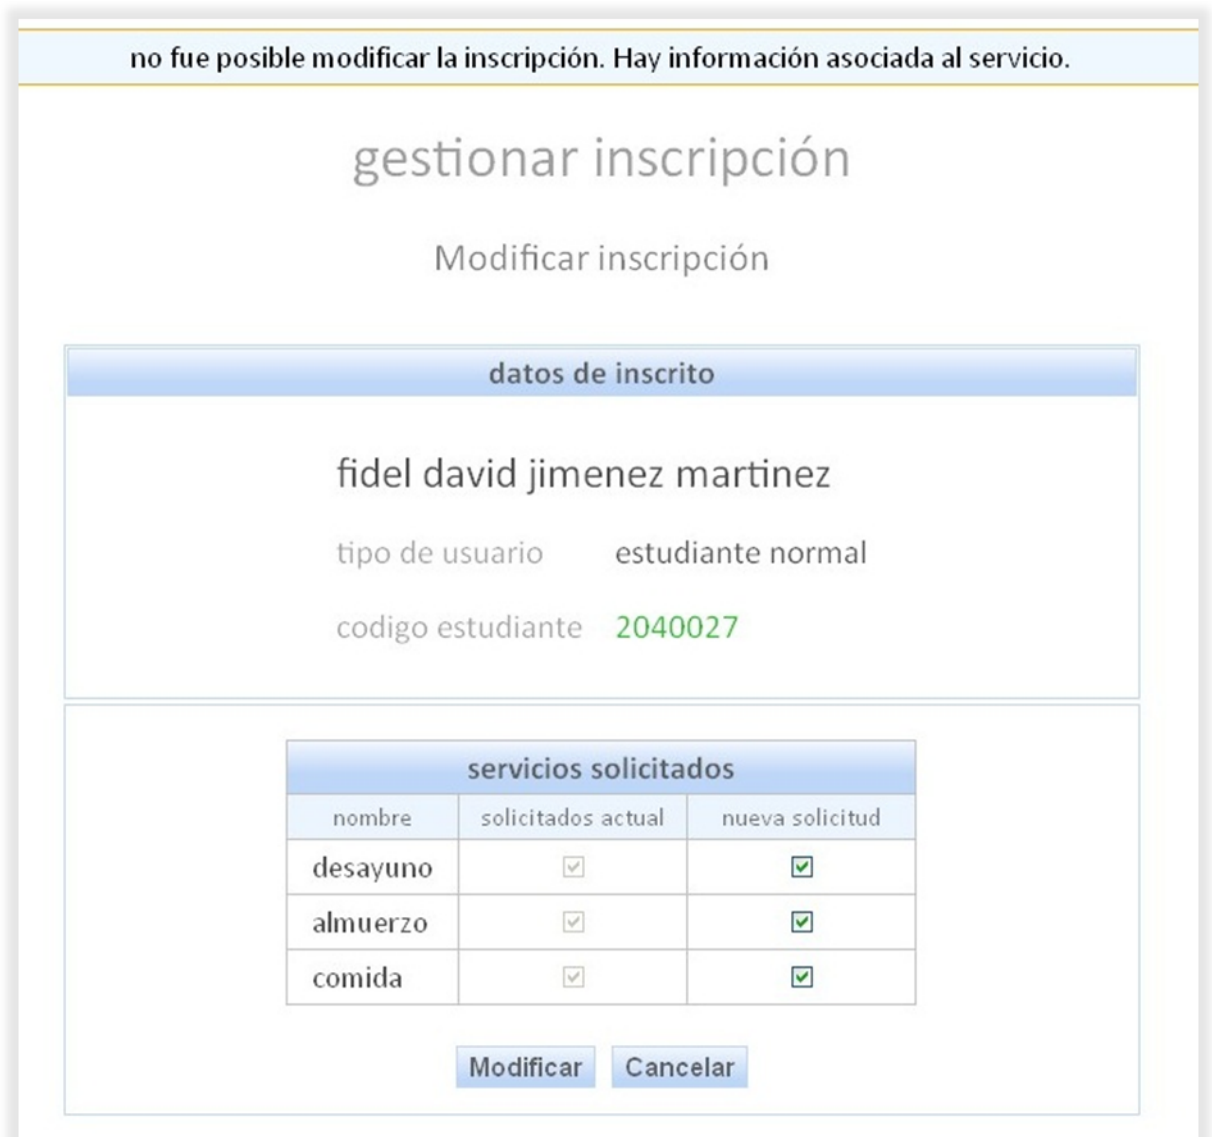 no fue posible modificar la inscripción. Hay información asociada al servicio.
gestionar inscripción
Modificar inscripción
datos de inscrito
fidel david jimenez martinez
tipo de usuario estudiante normal
codigo estudiante 2040027
servicios solicitados
nombre solicitados actual nueva solicitud
desayuno
almuerzo
comida
Modificar Cancelar